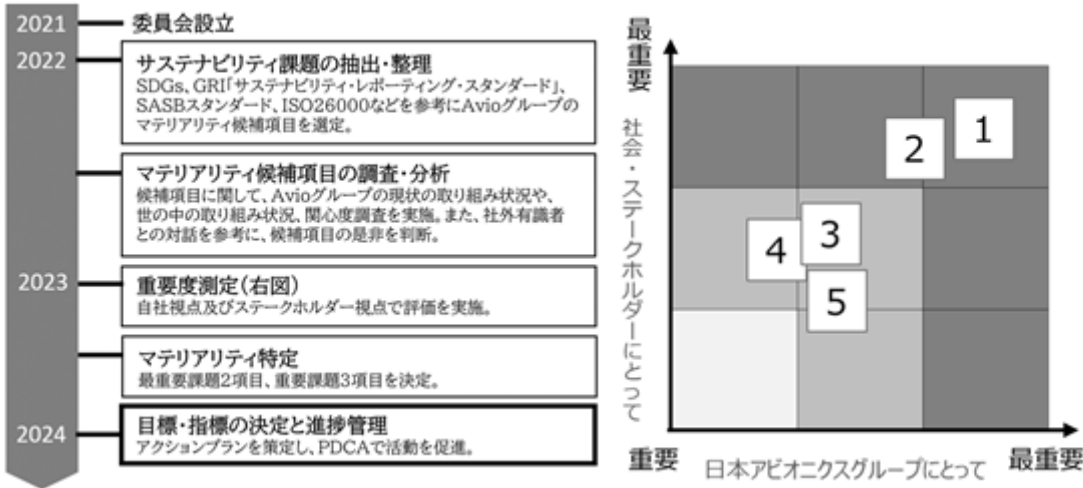 2021
委員会設立
2022
サステナビリティ課題の抽出・整理
SDGs、GRI「サステナビリティ・レポーティング・スタンダード」、
SASBスタンダード、ISO26000などを参考にAvioグループの
マテリアリティ候補項目を選定。
マテリアリティ候補項目の調査・分析
候補項目に関して、Avioグループの現状の取り組み状況や、
世の中の取り組み状況、関心度調査を実施。また、社外有識者
との対話を参考に、候補項目の是非を判断。
2023
重要度測定(右図)
自社視点及びステークホルダー視点で評価を実施。
マテリアリティ特定
最重要課題2項目、重要課題3項目を決定。
2024
目標・指標の決定と進捗管理
アクションプランを策定し、PDCAで活動を促進。
最重要
社会・ステークホルダーにとって
1
2
3
4
5
重要
日本アビオニクスグループにとって
最重要